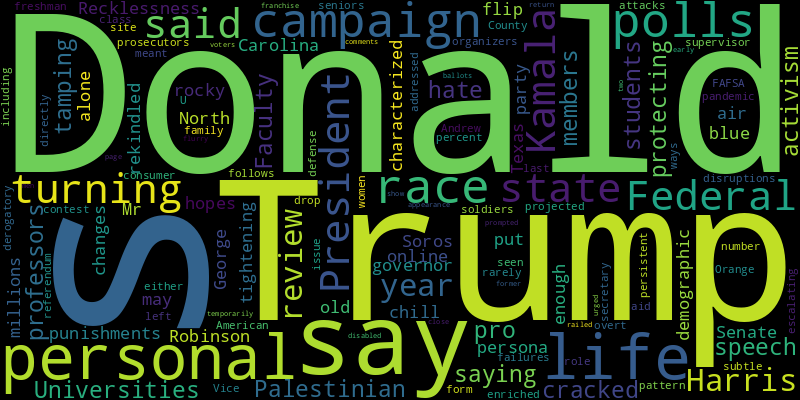 freshman Recklessness said campaign franchise seniors flip polls attacks return
class site prosecutors voters Carolina County organizers supervisor
Donald
including tamping alone meant rocky U North family Faculty President defense characterized addressed hate Andrew percent Kamala party Texas last members students protecting FAFSA pandemic air blue activism early two ways
directly rekindled comments ballots
page consumer follows women drop race show state Federal disruptions
turning Mr hopes appearance soldiers projected
derogatory contest changes George tightening review issue Soros online governor put seen rarely enough secretary urged aid persistent demographic number Orange escalating
s Trump
millions professors referendum either may left old year chill prompted former
punishments Robinson American temporarily disabled close pro persona failures railed overt role Senate speech subtle
personal say life
Universities Vice Palestinian form saying enriched cracked pattern Harris